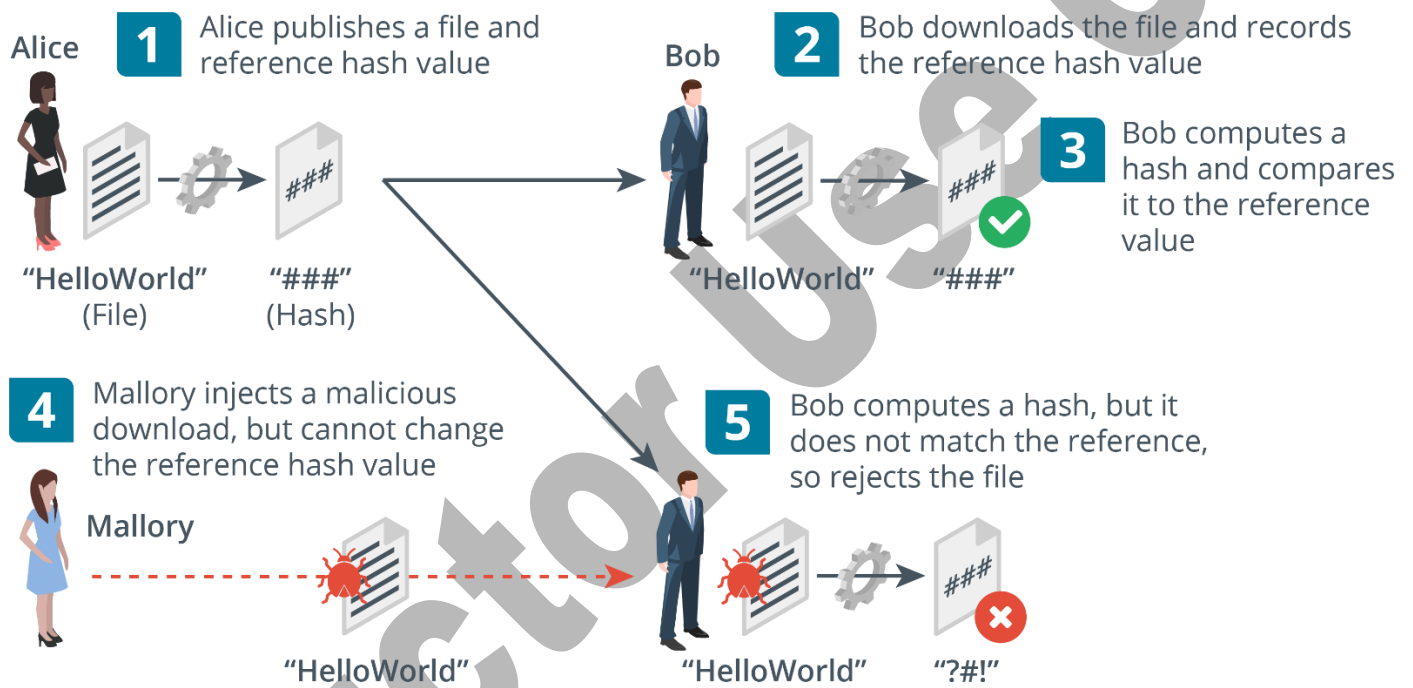 Alice
1
Alice publishes a file and
reference hash value
“HelloWorld”
(File)
“###”
(Hash)
###
Bob
2
Bob downloads the file and records
the reference hash value
3
Bob computes a
hash and compares
it to the reference
value
###
“HelloWorld”
“###”
4
Mallory injects a malicious
download, but cannot change
the reference hash value
Mallory
“HelloWorld”
5
Bob computes a hash, but it
does not match the reference,
so rejects the file
###
“HelloWorld”
“?#!”
Use